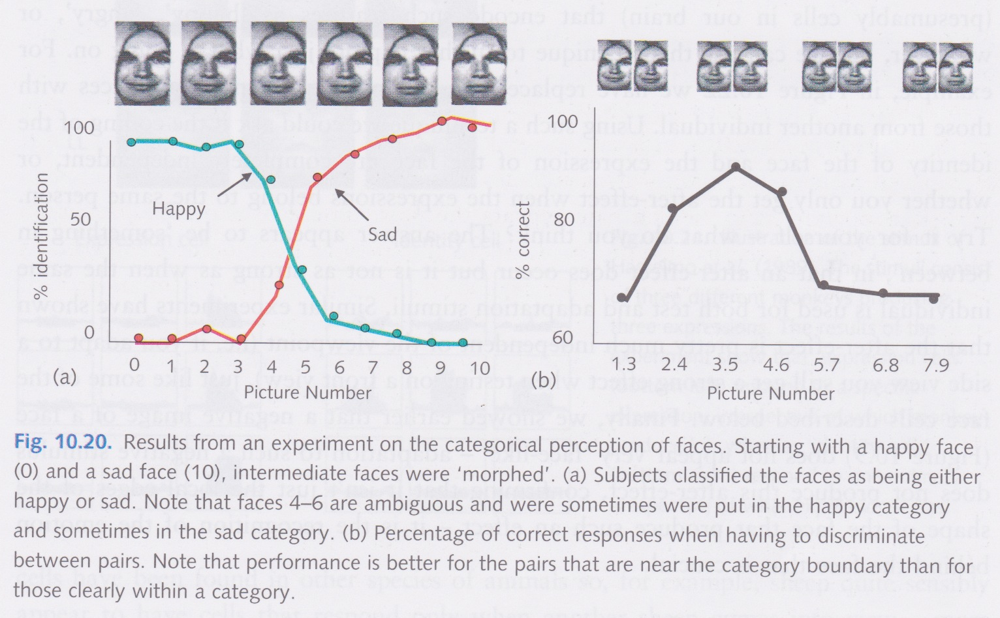 100
50
0
% identification
Happy
Sad
0 1 2 3 4 5 6 7 8 9 10
(a)
Picture Number
100
80
60
% correct
1.3 2.4 3.5 4.6 5.7 6.8 7.9
(b)
Picture Number
Fig. 10.20. Results from an experiment on the categorical perception of faces. Starting with a happy face
(0) and a sad face (10), intermediate faces were ‘morphed’. (a) Subjects classified the faces as being either
happy or sad. Note that faces 4–6 are ambiguous and were sometimes were put in the happy category
and sometimes in the sad category. (b) Percentage of correct responses when having to discriminate
between pairs. Note that performance is better for the pairs that are near the category boundary than for
those clearly within a category.